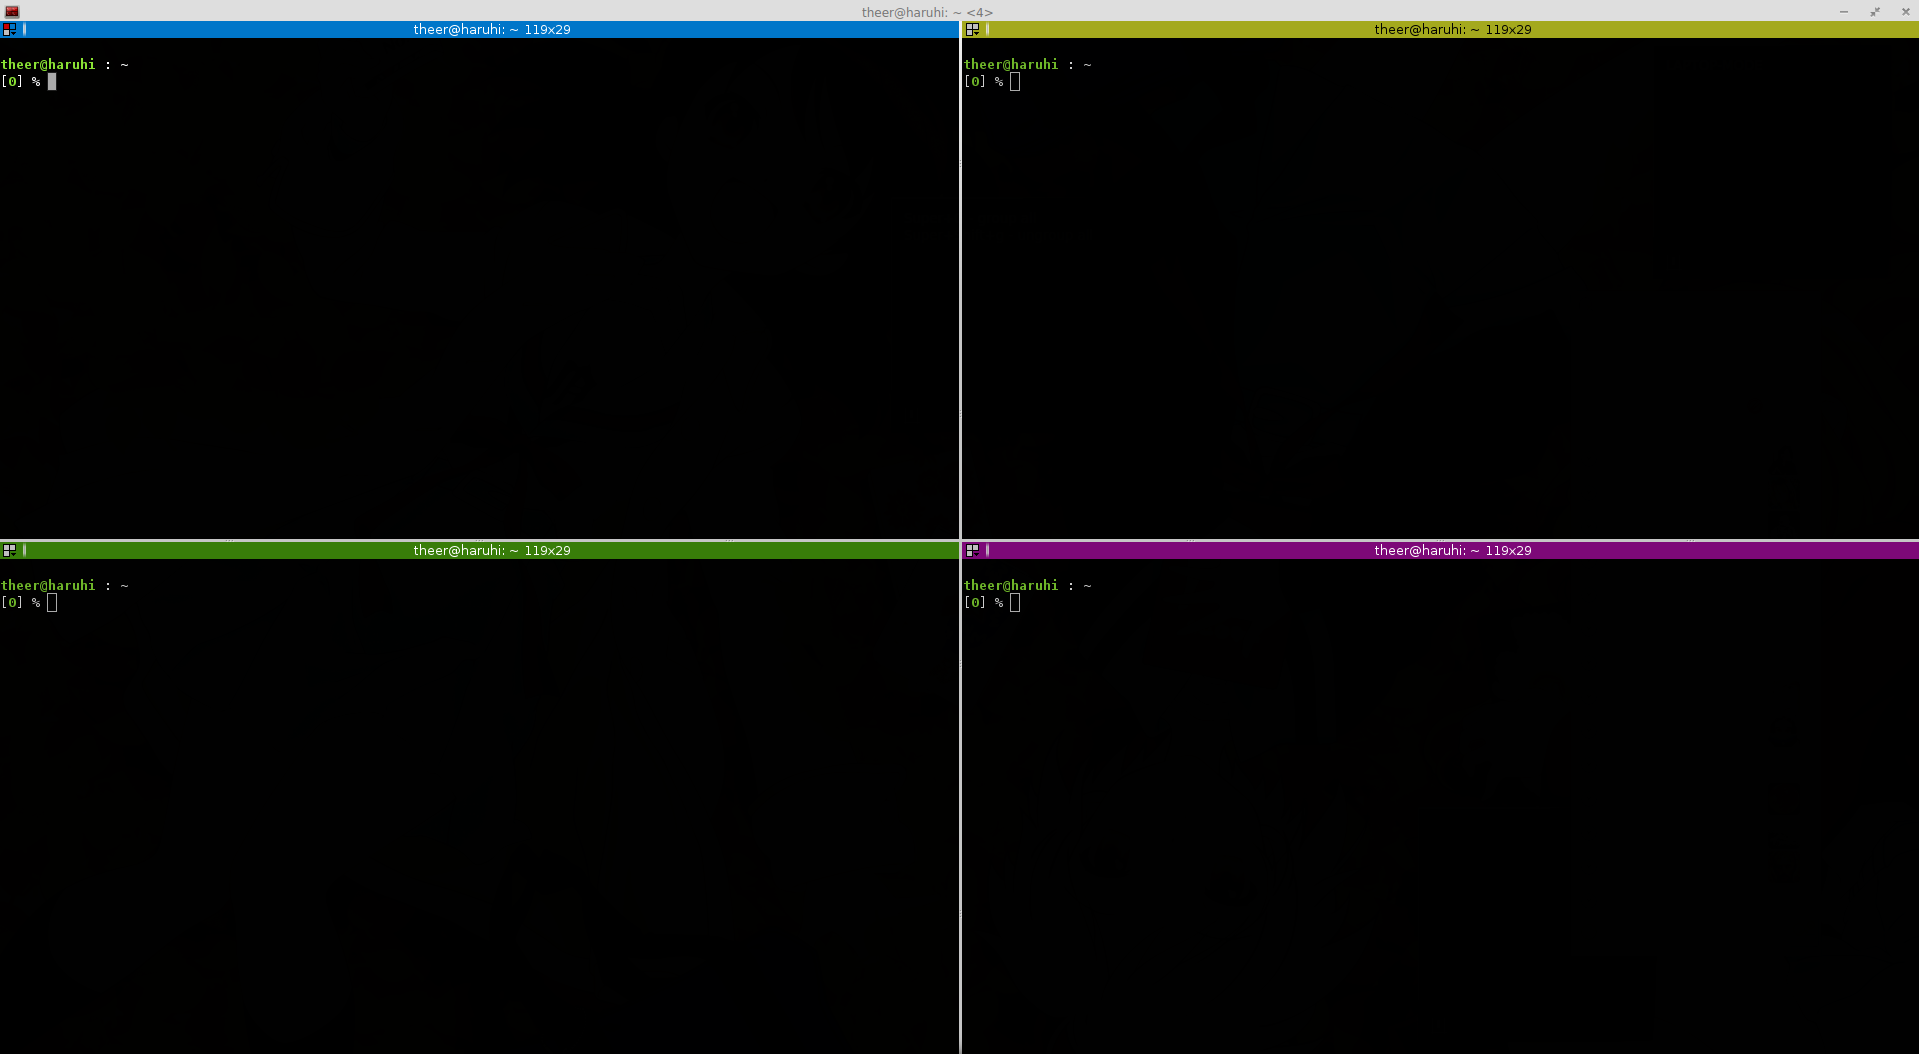 theer@haruhi: ~ <4>
theer@haruhi: ~ 119x29
theer@haruhi : ~
[0] %
theer@haruhi: ~ 119x29
theer@haruhi : ~
[0] %
theer@haruhi: ~ 119x29
theer@haruhi : ~
[0] %
theer@haruhi: ~ 119x29
theer@haruhi : ~
[0] %